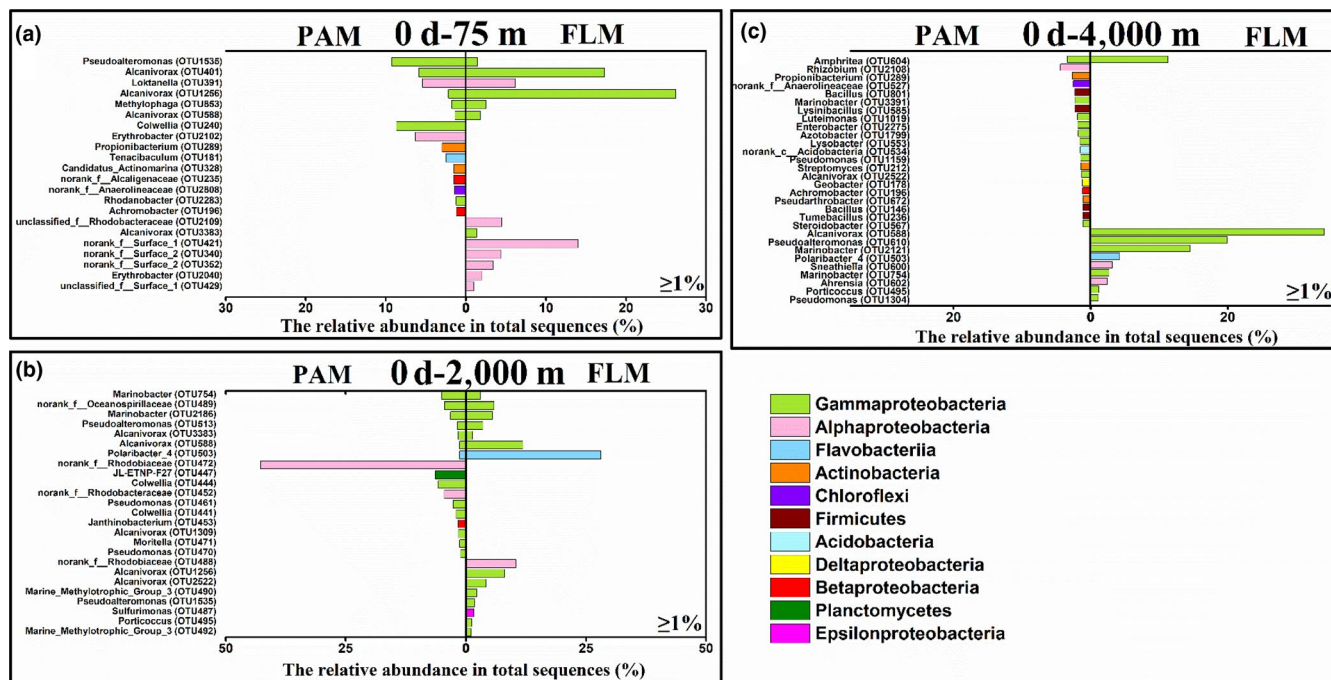 (a)
PAM 0 d-75 m FLM
Pseudoalteromonas (OTU1535)
Alcanivorax (OTU401)
Loktanella (OTU391)
Alcanivorax (OTU1256)
Methylophaga (OTU853)
Alcanivorax (OTU588)
Colwellia (OTU240)
Erythrobacter (OTU2102)
Propionibacterium (OTU289)
Tenacibaculum (OTU181)
Candidatus_Actinomarina (OTU328)
norank_f__Alcaligenaceae (OTU235)
norank_f__Anaerolineaceae (OTU2808)
Rhodanobacter (OTU2283)
Achromobacter (OTU196)
unclassified_f__Rhodobacteraceae (OTU2109)
Alcanivorax (OTU3383)
norank_f__Surface_1 (OTU421)
norank_f__Surface_2 (OTU340)
norank_f__Surface_2 (OTU352)
Erythrobacter (OTU2040)
unclassified_f__Surface_1 (OTU429)
≥1%
30 20 10 0 10 20 30
The relative abundance in total sequences (%)
(b)
PAM 0 d-2,000 m FLM
Marinobacter (OTU754)
norank_f__Oceanospirillaceae (OTU489)
Marinobacter (OTU2186)
Pseudoalteromonas (OTU513)
Alcanivorax (OTU3383)
Alcanivorax (OTU588)
Polaribacter_4 (OTU503)
norank_f__Rhodobiaceae (OTU472)
JL-ETNP-F27 (OTU447)
Colwellia (OTU444)
norank_f__Rhodobacteraceae (OTU452)
Pseudomonas (OTU461)
Colwellia (OTU441)
Janthinobacterium (OTU453)
Alcanivorax (OTU1309)
Moritella (OTU471)
Pseudomonas (OTU470)
norank_f__Rhodobiaceae (OTU488)
Alcanivorax (OTU1256)
Alcanivorax (OTU2522)
Marine_Methylotrophic_Group_3 (OTU490)
Pseudoalteromonas (OTU1535)
Sulfurimonas (OTU487)
Porticoccus (OTU495)
Marine_Methylotrophic_Group_3 (OTU492)
≥1%
50 25 0 25 50
The relative abundance in total sequences (%)
(c)
PAM 0 d-4,000 m FLM
Amphritea (OTU604)
Rhizobium (OTU2108)
Propionibacterium (OTU289)
norank_f__Anaerolineaceae (OTU527)
Bacillus (OTU801)
Marinobacter (OTU3391)
Lysinibacillus (OTU585)
Luteimonas (OTU1019)
Enterobacter (OTU2275)
Azotobacter (OTU1799)
Lysobacter (OTU553)
norank_c__Acidobacteria (OTU534)
Pseudomonas (OTU1159)
Streptomyces (OTU212)
Alcanivorax (OTU2522)
Geobacter (OTU178)
Achromobacter (OTU196)
Pseudarthrobacter (OTU672)
Bacillus (OTU146)
Tumebacillus (OTU236)
Steroidobacter (OTU567)
Alcanivorax (OTU588)
Pseudoalteromonas (OTU610)
Marinobacter (OTU2121)
Polaribacter_4 (OTU503)
Sneathiella (OTU600)
Marinobacter (OTU754)
Ahrensia (OTU602)
Porticoccus (OTU495)
Pseudomonas (OTU1304)
≥1%
20 0 20
The relative abundance in total sequences (%)
Gammaproteobacteria
Alphaproteobacteria
Flavobacteriia
Actinobacteria
Chloroflexi
Firmicutes
Acidobacteria
Deltaproteobacteria
Betaproteobacteria
Planctomycetes
Epsilonproteobacteria